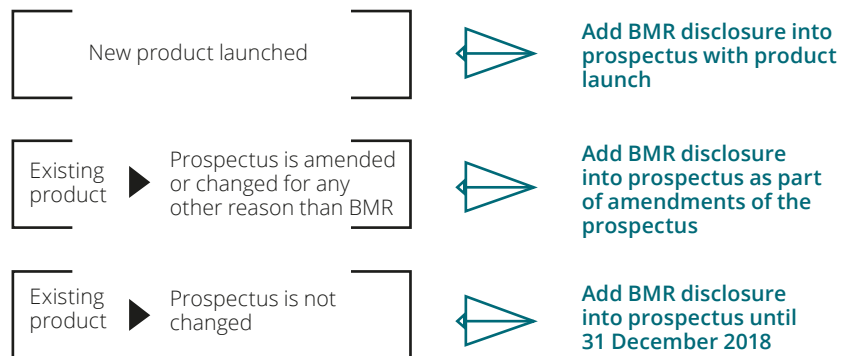 New product launched
Add BMR disclosure into
prospectus with product
launch
Existing
product
Prospectus is amended
or changed for any
other reason than BMR
Add BMR disclosure
into prospectus as part
of amendments of the
prospectus
Existing
product
Prospectus is not
changed
Add BMR disclosure
into prospectus until
31 December 2018